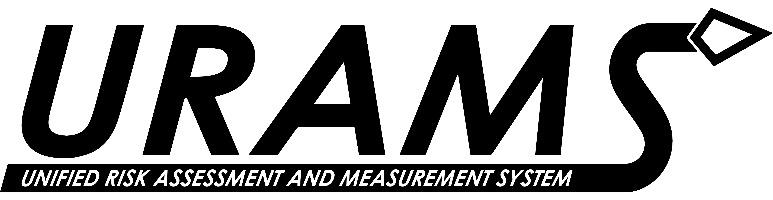 URAMS
UNIFIED RISK ASSESSMENT AND MEASUREMENT SYSTEM